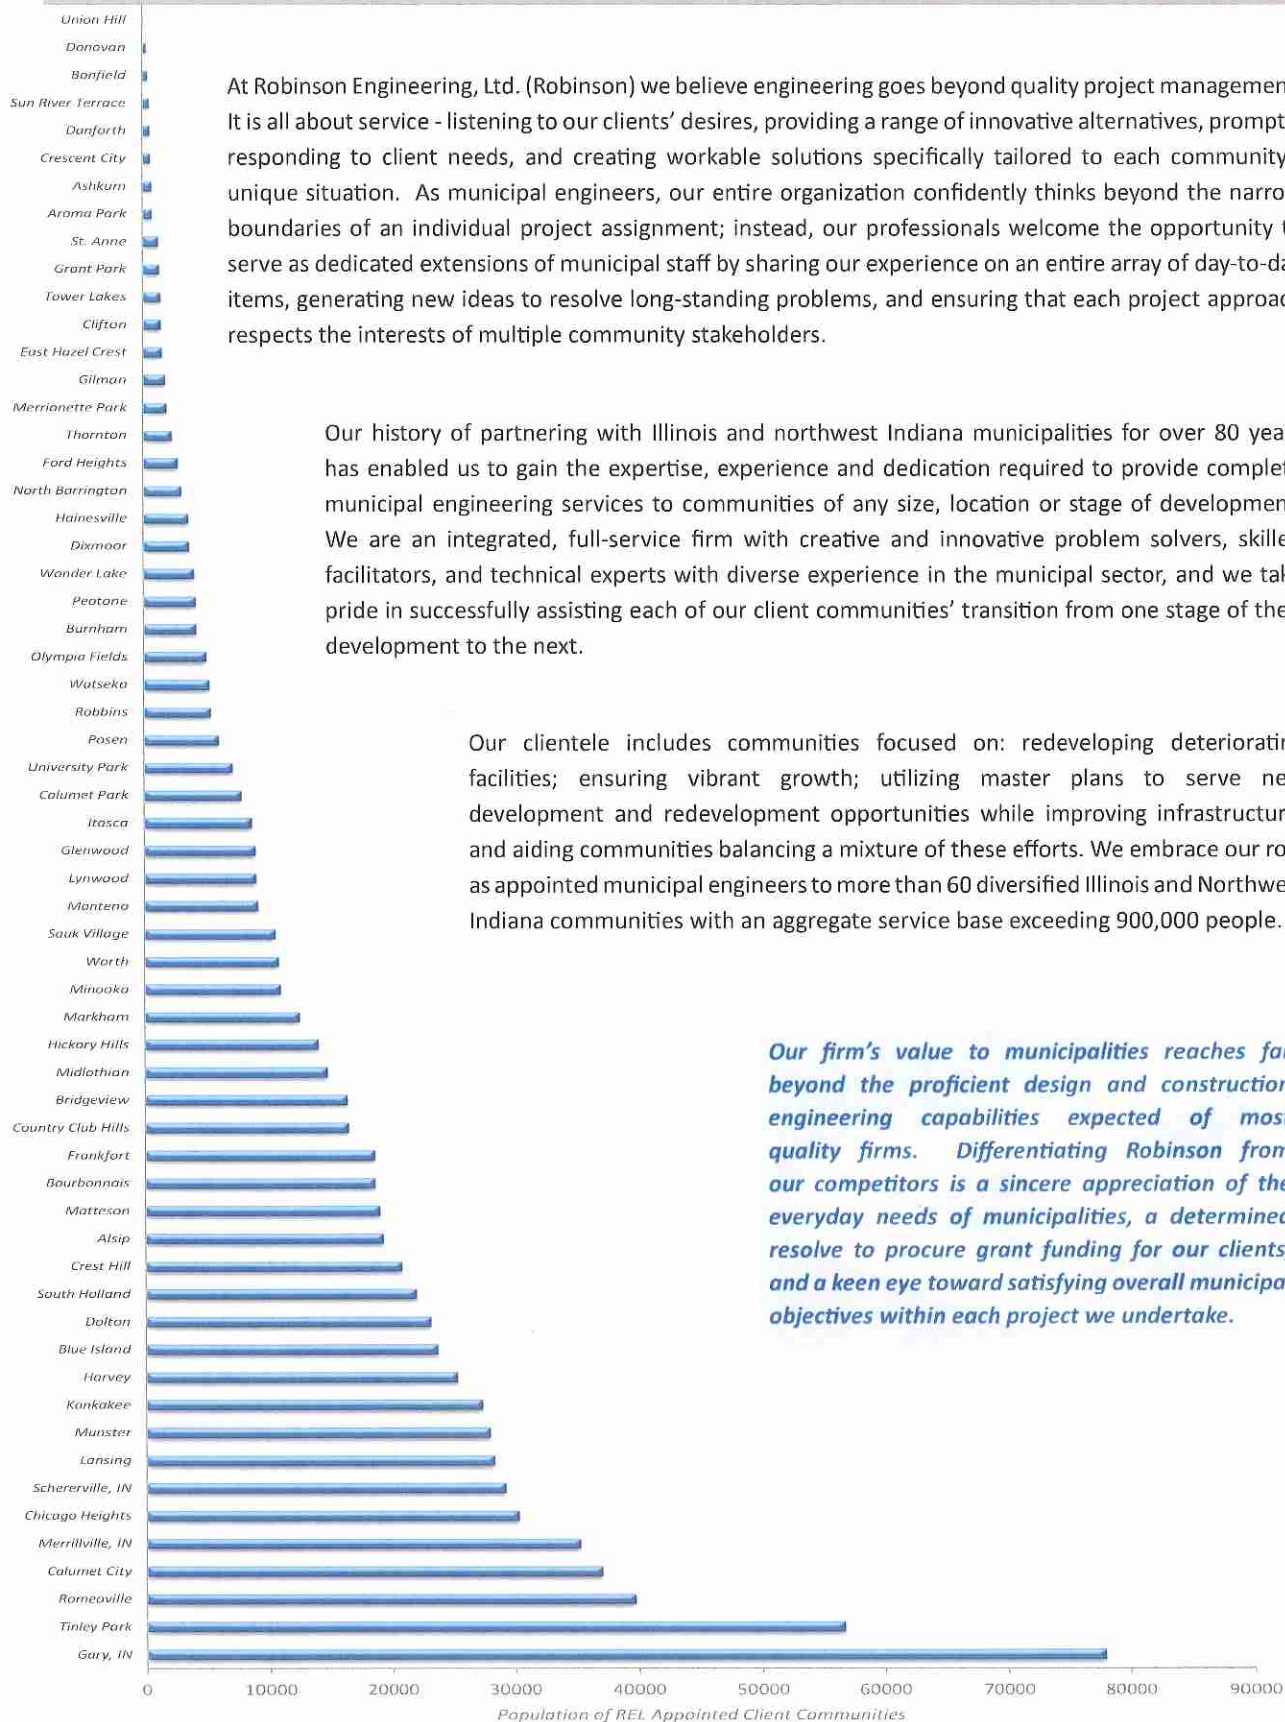 Union Hill
Donovan
Bonfield
Sun River Terrace
Danforth
Crescent City
Ashkum
Aroma Park
St. Anne
Grant Park
Tower Lakes
Clifton
East Hazel Crest
Gilman
Merrionette Park
Thornton
Ford Heights
North Barrington
Hainesville
Dixmoor
Wonder Lake
Peotone
Burnham
Olympia Fields
Watseka
Robbins
Posen
University Park
Calumet Park
Itasca
Glenwood
Lynwood
Manteno
Sauk Village
Worth
Minooka
Markham
Hickory Hills
Midlothian
Bridgeview
Country Club Hills
Frankfort
Bourbonnais
Matteson
Alsip
Crest Hill
South Holland
Dolton
Blue Island
Harvey
Kankakee
Munster
Lansing
Schererville, IN
Chicago Heights
Merrillville, IN
Calumet City
Romeoville
Tinley Park
Gary, IN
0 10000 20000 30000 40000 50000 60000 70000 80000 90000
Population of REL Appointed Client Communities
At Robinson Engineering, Ltd. (Robinson) we believe engineering goes beyond quality project managemen
It is all about service - listening to our clients' desires, providing a range of innovative alternatives, prompt
responding to client needs, and creating workable solutions specifically tailored to each community
unique situation. As municipal engineers, our entire organization confidently thinks beyond the narro
boundaries of an individual project assignment; instead, our professionals welcome the opportunity t
serve as dedicated extensions of municipal staff by sharing our experience on an entire array of day-to-da
items, generating new ideas to resolve long-standing problems, and ensuring that each project approac
respects the interests of multiple community stakeholders.
Our history of partnering with Illinois and northwest Indiana municipalities for over 80 yea
has enabled us to gain the expertise, experience and dedication required to provide complet
municipal engineering services to communities of any size, location or stage of developmen
We are an integrated, full-service firm with creative and innovative problem solvers, skille
facilitators, and technical experts with diverse experience in the municipal sector, and we tak
pride in successfully assisting each of our client communities' transition from one stage of the
development to the next.
Our clientele includes communities focused on: redeveloping deterioratin
facilities; ensuring vibrant growth; utilizing master plans to serve ne
development and redevelopment opportunities while improving infrastructur
and aiding communities balancing a mixture of these efforts. We embrace our ro
as appointed municipal engineers to more than 60 diversified Illinois and Northwe
Indiana communities with an aggregate service base exceeding 900,000 people.
Our firm's value to municipalities reaches far
beyond the proficient design and construction
engineering capabilities expected of most
quality firms. Differentiating Robinson from
our competitors is a sincere appreciation of the
everyday needs of municipalities, a determined
resolve to procure grant funding for our clients,
and a keen eye toward satisfying overall municipa
objectives within each project we undertake.